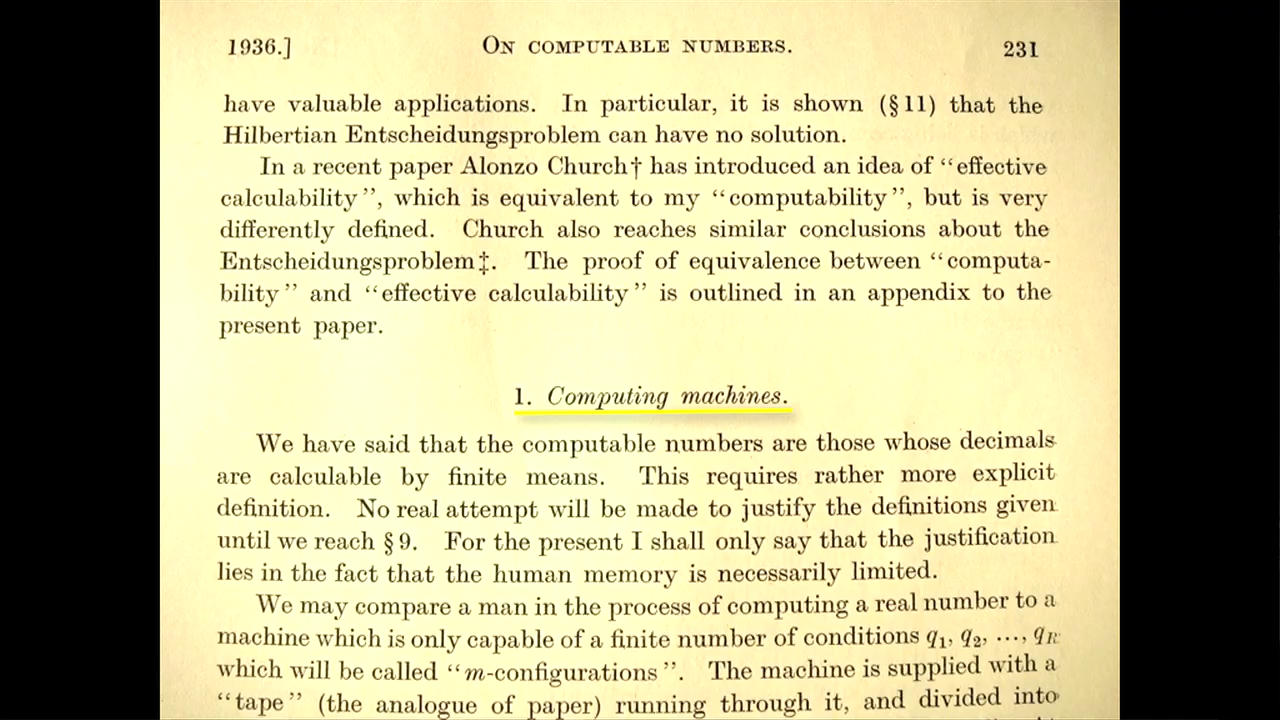 1936.] ON COMPUTABLE NUMBERS. 231
have valuable applications. In particular, it is shown (§ 11) that the
Hilbertian Entscheidungsproblem can have no solution.
In a recent paper Alonzo Church† has introduced an idea of “effective
calculability”, which is equivalent to my “computability”, but is very
differently defined. Church also reaches similar conclusions about the
Entscheidungsproblem‡. The proof of equivalence between “computa-
bility” and “effective calculability” is outlined in an appendix to the
present paper.
1. Computing machines.
We have said that the computable numbers are those whose decimals
are calculable by finite means. This requires rather more explicit
definition. No real attempt will be made to justify the definitions given
until we reach § 9. For the present I shall only say that the justification
lies in the fact that the human memory is necessarily limited.
We may compare a man in the process of computing a real number to a
machine which is only capable of a finite number of conditions q₁, q₂, ..., q_R
which will be called “m-configurations”. The machine is supplied with a
“tape” (the analogue of paper) running through it, and divided into